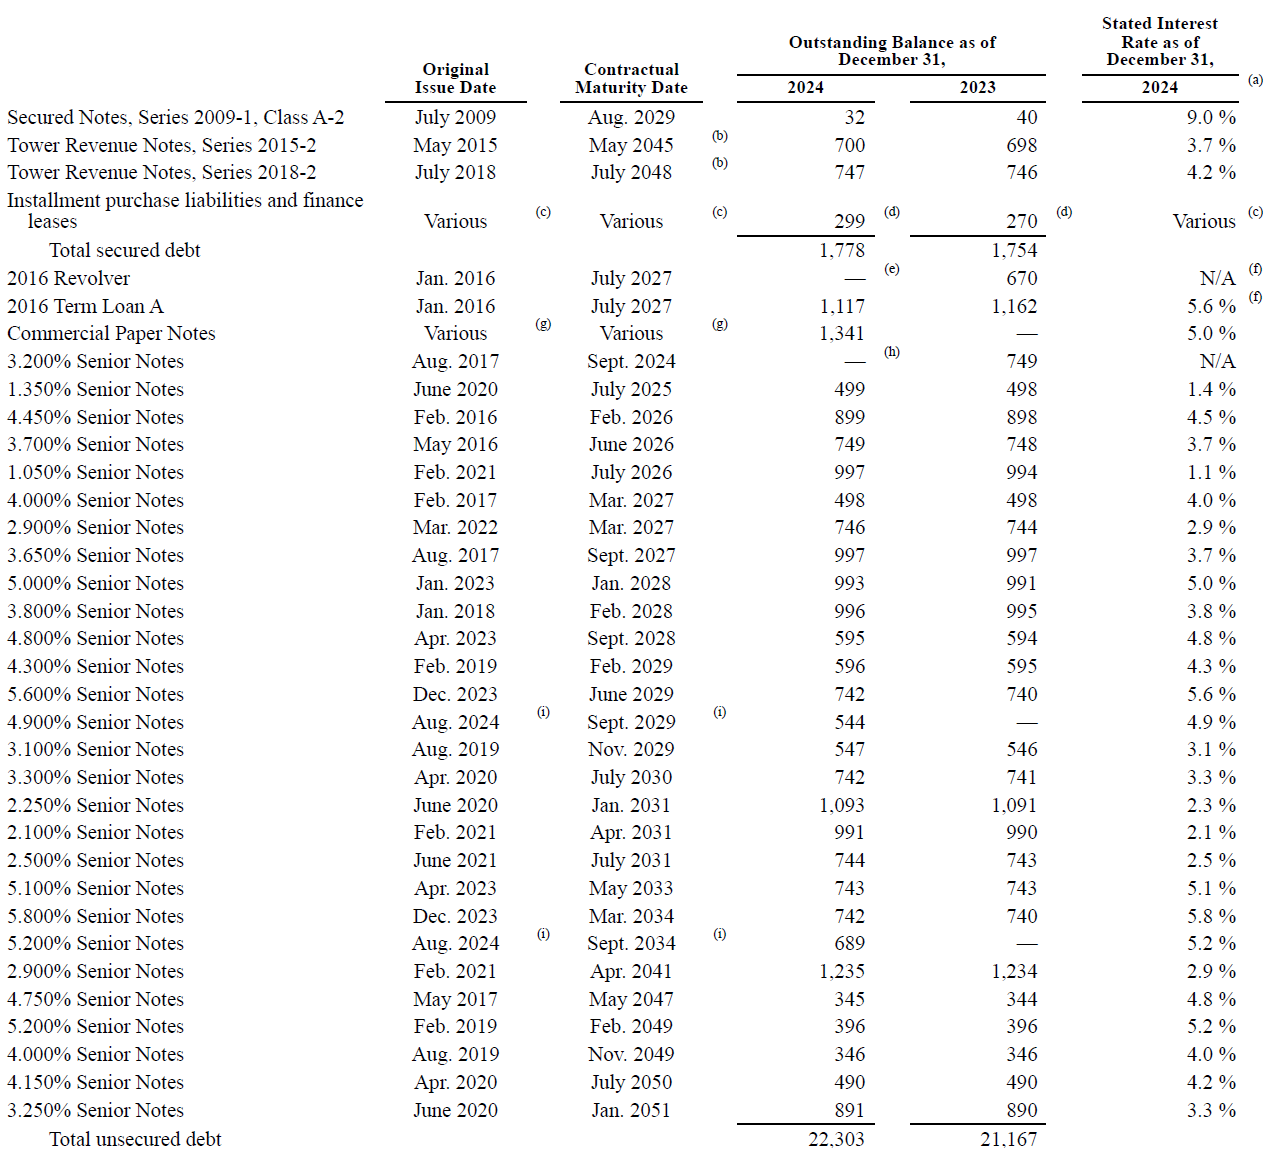 Original Issue Date Contractual Maturity Date Outstanding Balance as of December 31, Stated Interest Rate as of December 31, (a)
2024 2023 2024
Secured Notes, Series 2009-1, Class A-2 July 2009 Aug. 2029 32 40 9.0 %
Tower Revenue Notes, Series 2015-2 May 2015 May 2045 (b) 700 698 3.7 %
Tower Revenue Notes, Series 2018-2 July 2018 July 2048 (b) 747 746 4.2 %
Installment purchase liabilities and finance
leases Various (c) Various (c) 299 (d) 270 (d) Various (c)
Total secured debt 1,778 1,754
2016 Revolver Jan. 2016 July 2027 — (e) 670 N/A (f)
2016 Term Loan A Jan. 2016 July 2027 1,117 1,162 5.6 % (f)
Commercial Paper Notes Various (g) Various (g) 1,341 — 5.0 %
3.200% Senior Notes Aug. 2017 Sept. 2024 — (h) 749 N/A
1.350% Senior Notes June 2020 July 2025 499 498 1.4 %
4.450% Senior Notes Feb. 2016 Feb. 2026 899 898 4.5 %
3.700% Senior Notes May 2016 June 2026 749 748 3.7 %
1.050% Senior Notes Feb. 2021 July 2026 997 994 1.1 %
4.000% Senior Notes Feb. 2017 Mar. 2027 498 498 4.0 %
2.900% Senior Notes Mar. 2022 Mar. 2027 746 744 2.9 %
3.650% Senior Notes Aug. 2017 Sept. 2027 997 997 3.7 %
5.000% Senior Notes Jan. 2023 Jan. 2028 993 991 5.0 %
3.800% Senior Notes Jan. 2018 Feb. 2028 996 995 3.8 %
4.800% Senior Notes Apr. 2023 Sept. 2028 595 594 4.8 %
4.300% Senior Notes Feb. 2019 Feb. 2029 596 595 4.3 %
5.600% Senior Notes Dec. 2023 June 2029 742 740 5.6 %
4.900% Senior Notes Aug. 2024 (i) Sept. 2029 (i) 544 — 4.9 %
3.100% Senior Notes Aug. 2019 Nov. 2029 547 546 3.1 %
3.300% Senior Notes Apr. 2020 July 2030 742 741 3.3 %
2.250% Senior Notes June 2020 Jan. 2031 1,093 1,091 2.3 %
2.100% Senior Notes Feb. 2021 Apr. 2031 991 990 2.1 %
2.500% Senior Notes June 2021 July 2031 744 743 2.5 %
5.100% Senior Notes Apr. 2023 May 2033 743 743 5.1 %
5.800% Senior Notes Dec. 2023 Mar. 2034 742 740 5.8 %
5.200% Senior Notes Aug. 2024 (i) Sept. 2034 (i) 689 — 5.2 %
2.900% Senior Notes Feb. 2021 Apr. 2041 1,235 1,234 2.9 %
4.750% Senior Notes May 2017 May 2047 345 344 4.8 %
5.200% Senior Notes Feb. 2019 Feb. 2049 396 396 5.2 %
4.000% Senior Notes Aug. 2019 Nov. 2049 346 346 4.0 %
4.150% Senior Notes Apr. 2020 July 2050 490 490 4.2 %
3.250% Senior Notes June 2020 Jan. 2051 891 890 3.3 %
Total unsecured debt 22,303 21,167